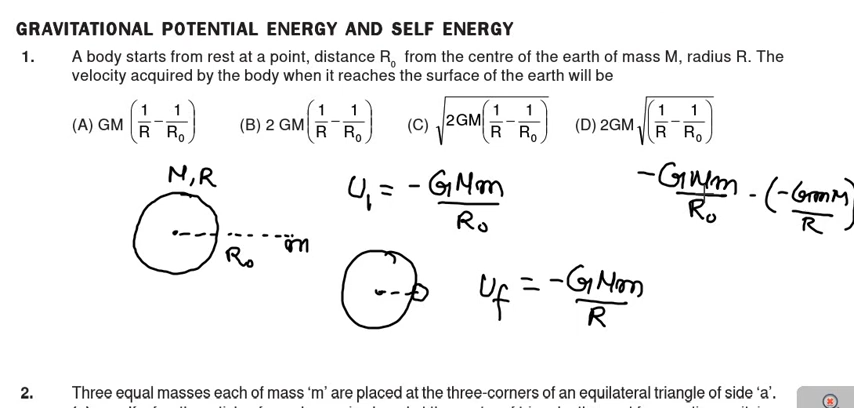 GRAVITATIONAL POTENTIAL ENERGY AND SELF ENERGY
1. A body starts from rest at a point, distance R₀ from the centre of the earth of mass M, radius R. The
velocity acquired by the body when it reaches the surface of the earth will be
(A) GM (1/R − 1/R₀) (B) 2 GM (1/R − 1/R₀) (C) √(2GM(1/R − 1/R₀)) (D) 2GM√(1/R − 1/R₀)
M, R
U₁ = −GMm/R₀
−GMm/R₀ − (−GmM/R)
R₀ m
U_f = −GMm/R
2. Three equal masses each of mass 'm' are placed at the three-corners of an equilateral triangle of side 'a'.